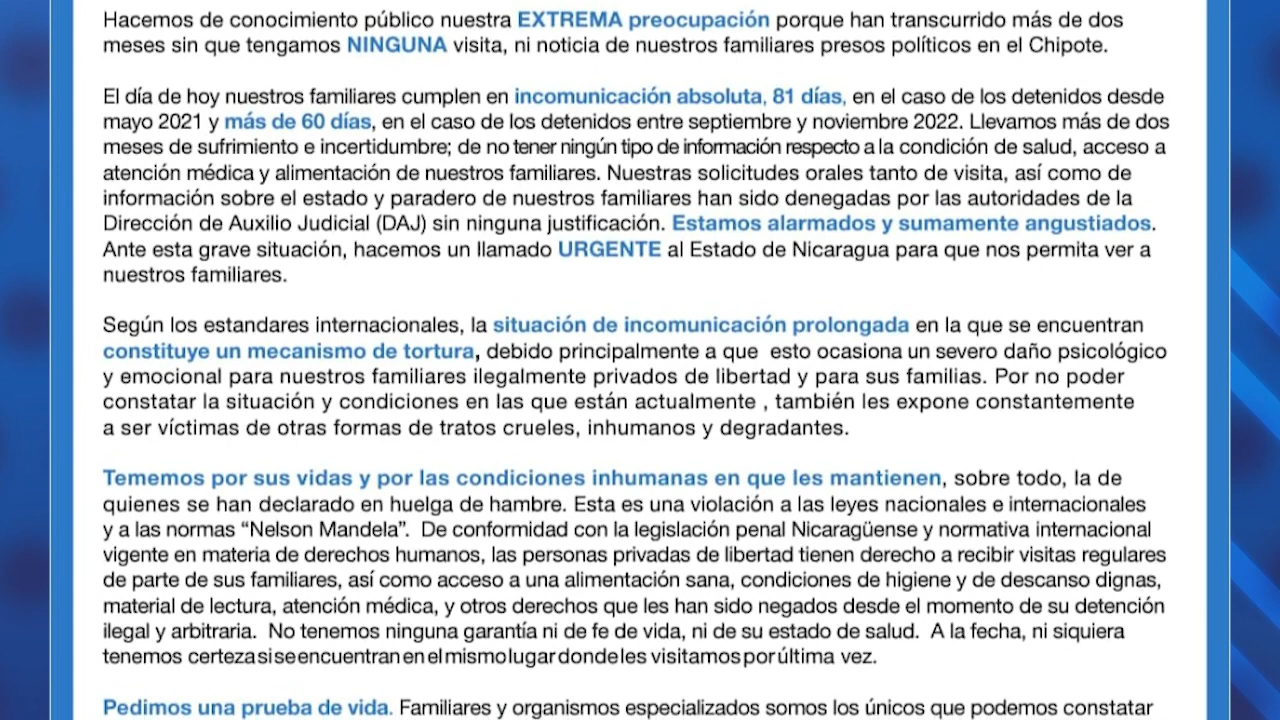 Hacemos de conocimiento público nuestra EXTREMA preocupación porque han transcurrido más de dos
meses sin que tengamos NINGUNA visita, ni noticia de nuestros familiares presos políticos en el Chipote.
El día de hoy nuestros familiares cumplen en incomunicación absoluta, 81 días, en el caso de los detenidos desde
mayo 2021 y más de 60 días, en el caso de los detenidos entre septiembre y noviembre 2022. Llevamos más de dos
meses de sufrimiento e incertidumbre; de no tener ningún tipo de información respecto a la condición de salud, acceso a
atención médica y alimentación de nuestros familiares. Nuestras solicitudes orales tanto de visita, así como de
información sobre el estado y paradero de nuestros familiares han sido denegadas por las autoridades de la
Dirección de Auxilio Judicial (DAJ) sin ninguna justificación. Estamos alarmados y sumamente angustiados.
Ante esta grave situación, hacemos un llamado URGENTE al Estado de Nicaragua para que nos permita ver a
nuestros familiares.
Según los estandares internacionales, la situación de incomunicación prolongada en la que se encuentran
constituye un mecanismo de tortura, debido principalmente a que esto ocasiona un severo daño psicológico
y emocional para nuestros familiares ilegalmente privados de libertad y para sus familias. Por no poder
constatar la situación y condiciones en las que están actualmente , también les expone constantemente
a ser víctimas de otras formas de tratos crueles, inhumanos y degradantes.
Tememos por sus vidas y por las condiciones inhumanas en que les mantienen, sobre todo, la de
quienes se han declarado en huelga de hambre. Esta es una violación a las leyes nacionales e internacionales
y a las normas “Nelson Mandela”. De conformidad con la legislación penal Nicaragüense y normativa internacional
vigente en materia de derechos humanos, las personas privadas de libertad tienen derecho a recibir visitas regulares
de parte de sus familiares, así como acceso a una alimentación sana, condiciones de higiene y de descanso dignas,
material de lectura, atención médica, y otros derechos que les han sido negados desde el momento de su detención
ilegal y arbitraria. No tenemos ninguna garantía ni de fe de vida, ni de su estado de salud. A la fecha, ni siquiera
tenemos certeza si se encuentran en el mismo lugar donde les visitamos por última vez.
Pedimos una prueba de vida. Familiares y organismos especializados somos los únicos que podemos constatar